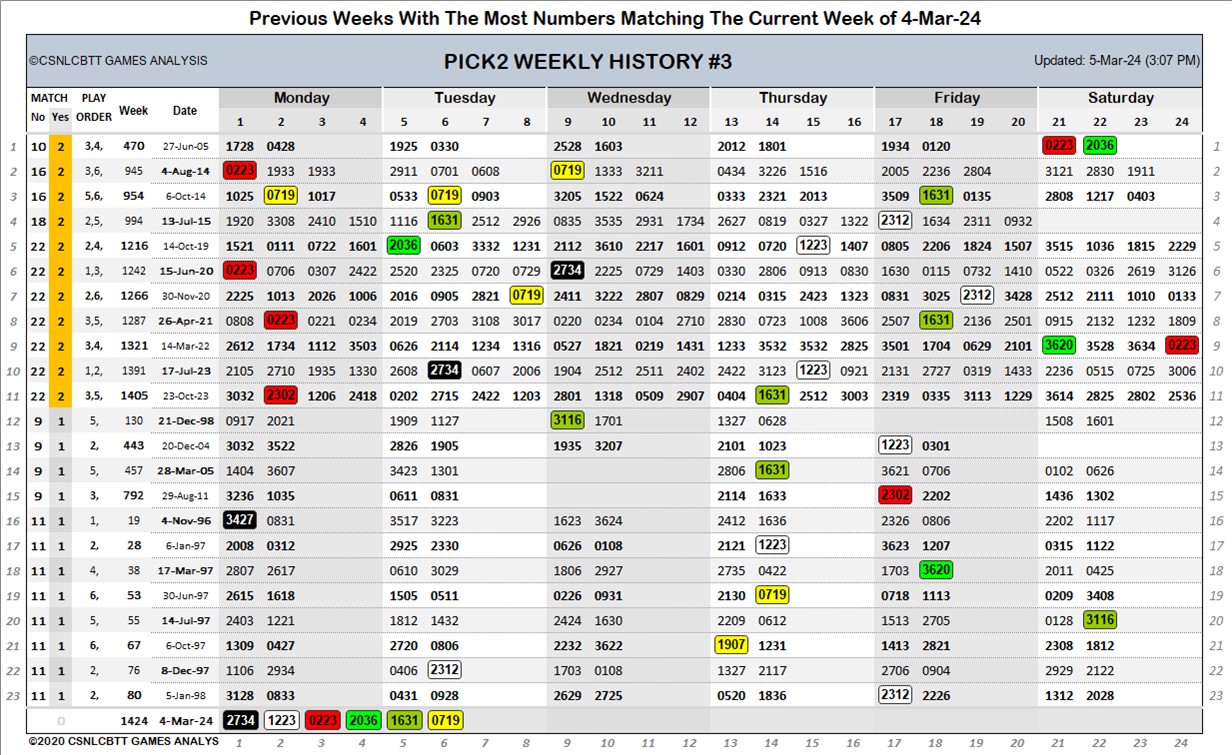 Previous Weeks With The Most Numbers Matching The Current Week of 4-Mar-24
©CSNLCBTT GAMES ANALYSIS PICK2 WEEKLY HISTORY #3 Updated: 5-Mar-24 (3:07 PM)
MATCH PLAY Week Date Monday Tuesday Wednesday Thursday Friday Saturday
No Yes ORDER 1 2 3 4 5 6 7 8 9 10 11 12 13 14 15 16 17 18 19 20 21 22 23 24
1 10 2 3,4, 470 27-Jun-05 1728 0428 1925 0330 2528 1603 2012 1801 1934 0120 0223 2036 1
2 16 2 3,6, 945 4-Aug-14 0223 1933 1933 2911 0701 0608 0719 1333 3211 0434 3226 1516 2005 2236 2804 3121 2830 1911 2
3 16 2 5,6, 954 6-Oct-14 1025 0719 1017 3205 0719 0903 3205 1522 0624 0333 2321 2013 3509 1631 0135 2808 1217 0403 3
4 18 2 2,5, 994 13-Jul-15 1920 3308 2410 1510 1116 1631 2512 2926 0835 3535 2931 1734 2627 0819 0327 1322 2312 1634 2311 0932 4
5 22 2 2,4, 1216 14-Oct-19 1521 0111 0722 1601 2036 0603 3332 1231 2112 3610 2217 1601 0912 0720 1223 1407 0805 2206 1824 1507 3515 1036 1815 2229 5
6 22 2 1,3, 1242 15-Jun-20 0223 0706 0307 2422 2520 2325 0720 0729 2734 2225 0729 1403 0330 2806 0913 0830 1630 0115 0732 1410 0522 0326 2619 3126 6
7 22 2 2,6, 1266 30-Nov-20 2225 1013 2026 1006 2016 0905 2821 0719 2411 3222 2807 0829 0214 0315 2423 1323 0831 3025 2312 3428 2512 2111 1010 0133 7
8 22 2 3,5, 1287 26-Apr-21 0808 0223 0221 0234 2019 2703 3108 3017 0220 0234 0104 2710 2830 0723 1008 3606 2507 1631 2136 2501 0915 2132 1232 1809 8
9 22 2 3,4, 1321 14-Mar-22 2612 1734 1112 3503 0626 2114 1234 1316 0527 1821 0219 1431 1233 3532 3532 2825 3501 1704 0629 2101 3620 3528 3634 0223 9
10 22 2 1,2, 1391 17-Jul-23 2105 2710 1935 1330 2608 2734 0607 2006 1904 2512 2511 2402 2422 3123 1223 0921 2131 2727 0319 1433 2236 0515 0725 3006 10
11 22 2 3,5, 1405 23-Oct-23 3032 2302 1206 2418 0202 2715 2422 1203 2801 1318 0509 2907 0404 1631 2512 3003 2319 0335 3113 1229 3614 2825 2802 2536 11
12 9 1 5, 130 21-Dec-98 0917 2021 1909 1127 3116 1701 1327 0628 1508 1601 12
13 9 1 2, 443 20-Dec-04 3032 3522 2826 1905 1935 3207 2101 1023 1223 0301 13
14 9 1 5, 457 28-Mar-05 1404 3607 3423 1301 2806 1631 3621 0706 0102 0626 14
15 9 1 3, 792 29-Aug-11 3236 1035 0611 0831 2114 1633 2302 2202 1436 1302 15
16 11 1 1, 19 4-Nov-96 3427 0831 3517 3223 1623 3624 2412 1636 2326 0806 2202 1117 16
17 11 1 2, 28 6-Jan-97 2008 0312 2925 2330 0626 0108 2121 1223 3623 1207 0315 1122 17
18 11 1 4, 38 17-Mar-97 2807 2617 0610 3029 1806 2927 2735 0422 1703 3620 2011 0425 18
19 11 1 6, 53 30-Jun-97 2615 1618 1505 0511 0226 0931 2130 0719 0718 1113 0209 3408 19
20 11 1 5, 55 14-Jul-97 2403 1221 1812 1432 2424 1630 2209 0612 1513 2705 0128 3116 20
21 11 1 6, 67 6-Oct-97 1309 0427 2720 0806 2232 3622 1907 1231 1413 2821 2308 1812 21
22 11 1 2, 76 8-Dec-97 1106 2934 0406 2312 1703 0108 1327 2117 2706 0904 2929 2122 22
23 11 1 2, 80 5-Jan-98 3128 0833 0431 0928 2629 2725 0520 1836 2312 2226 1312 2028 23
0 1424 4-Mar-24 2734 1223 0223 2036 1631 0719
©2020 CSNLCBTT GAMES ANALYS 1 2 3 4 5 6 7 8 9 10 11 12 13 14 15 16 17 18 19 20 21 22 23 24